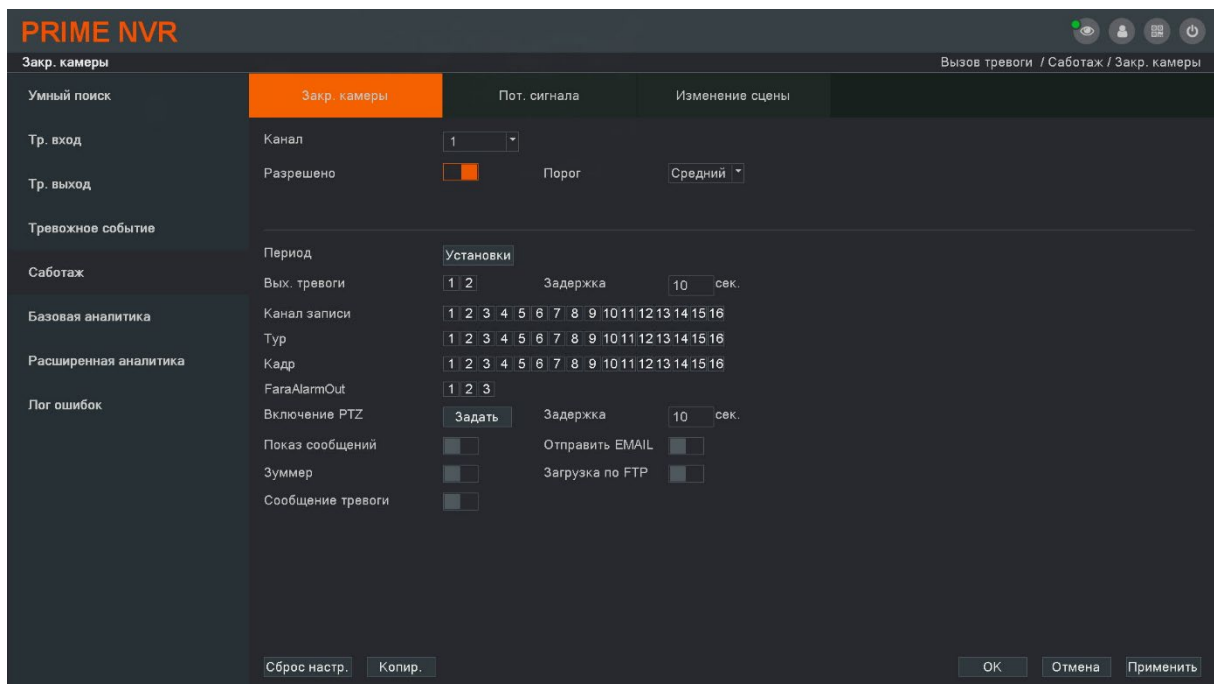 PRIME NVR
Закр. камеры
Вызов тревоги / Саботаж / Закр. камеры
Умный поиск
Тр. вход
Тр. выход
Тревожное событие
Саботаж
Базовая аналитика
Расширенная аналитика
Лог ошибок
Закр. камеры Пот. сигнала Изменение сцены
Канал 1
Разрешено Порог Средний
Период Установки
Вых. тревоги 1 2 Задержка 10 сек.
Канал записи 1 2 3 4 5 6 7 8 9 10 11 12 13 14 15 16
Тур 1 2 3 4 5 6 7 8 9 10 11 12 13 14 15 16
Кадр 1 2 3 4 5 6 7 8 9 10 11 12 13 14 15 16
FaraAlarmOut 1 2 3
Включение PTZ Задать Задержка 10 сек.
Показ сообщений Отправить EMAIL
Зуммер Загрузка по FTP
Сообщение тревоги
Сброс настр. Копир. OK Отмена Применить